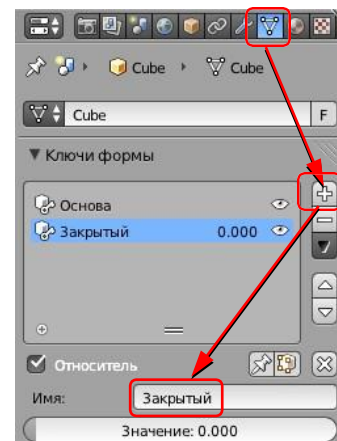 Cube Cube
Cube F
Ключи формы
Основа
Закрытый 0.000
Относитель
Имя: Закрытый
Значение: 0.000